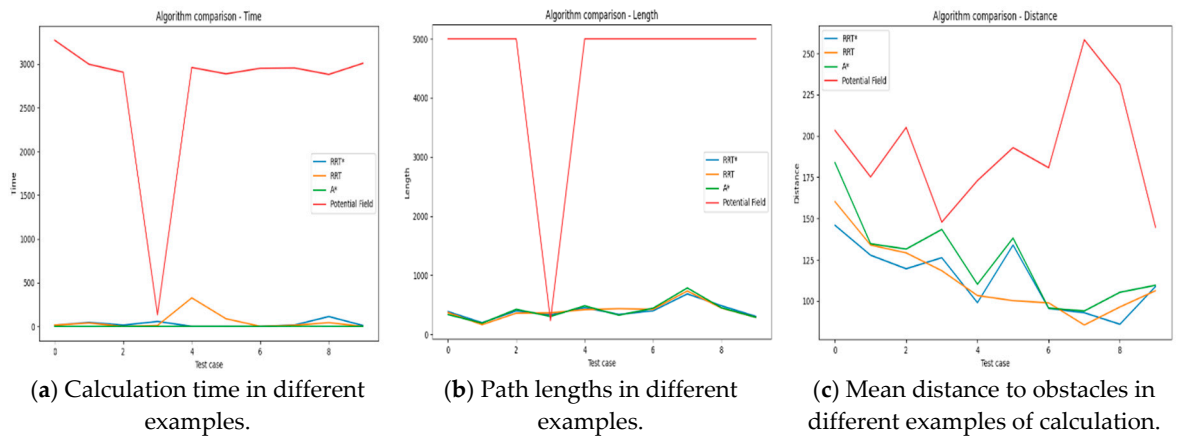 Algorithm comparison - Time
3000
2500
2000
1500
1000
500
0
Time
0 2 4 6 8
Test case
RRT*
RRT
A*
Potential Field
(a) Calculation time in different
examples.
Algorithm comparison - Length
5000
4000
3000
2000
1000
0
Length
0 2 4 6 8
Test case
RRT*
RRT
A*
Potential Field
(b) Path lengths in different
examples.
Algorithm comparison - Distance
RRT*
RRT
A*
Potential Field
250
225
200
175
150
125
100
Distance
0 2 4 6 8
Test case
(c) Mean distance to obstacles in
different examples of calculation.